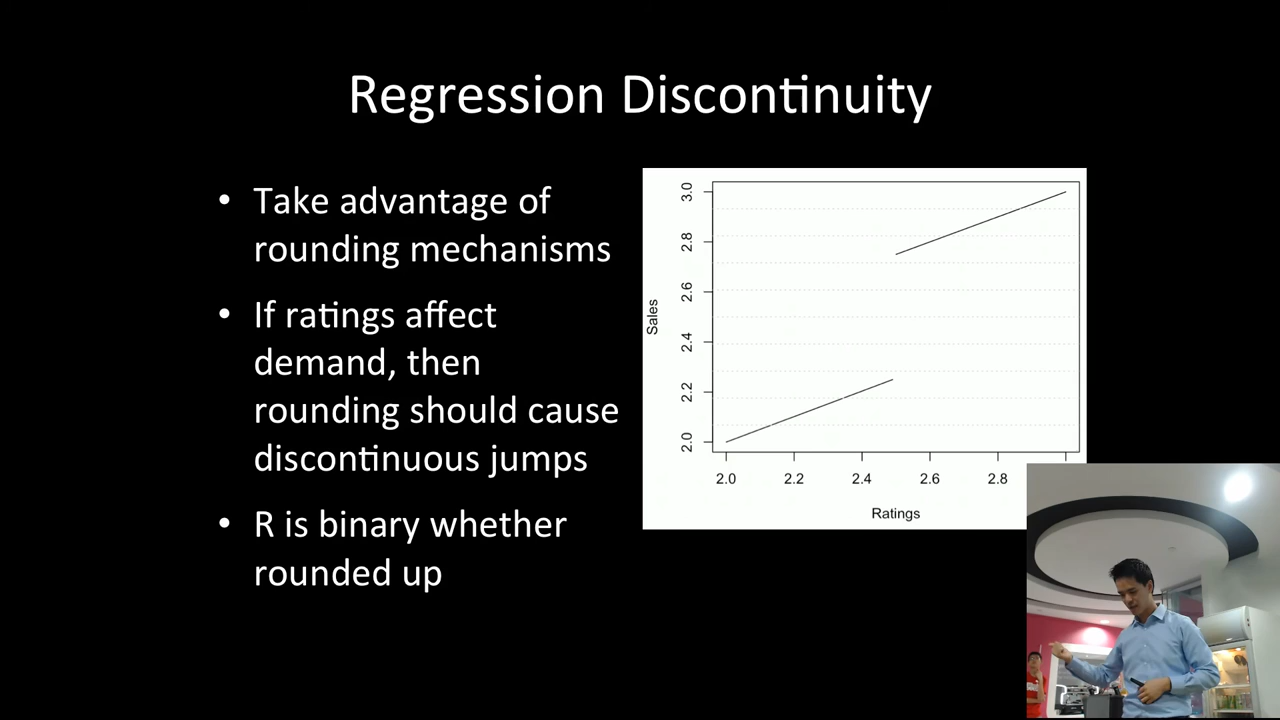 Regression Discontinuity
• Take advantage of
rounding mechanisms
• If ratings affect
demand, then
rounding should cause
discontinuous jumps
• R is binary whether
rounded up
3.0
2.8
2.6
2.4
2.2
2.0
Sales
2.0 2.2 2.4 2.6 2.8
Ratings